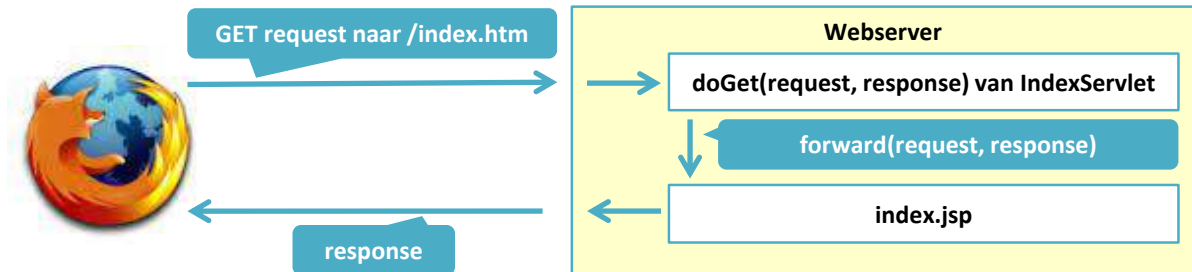 GET request naar /index.htm
Webserver
doGet(request, response) van IndexServlet
forward(request, response)
index.jsp
response